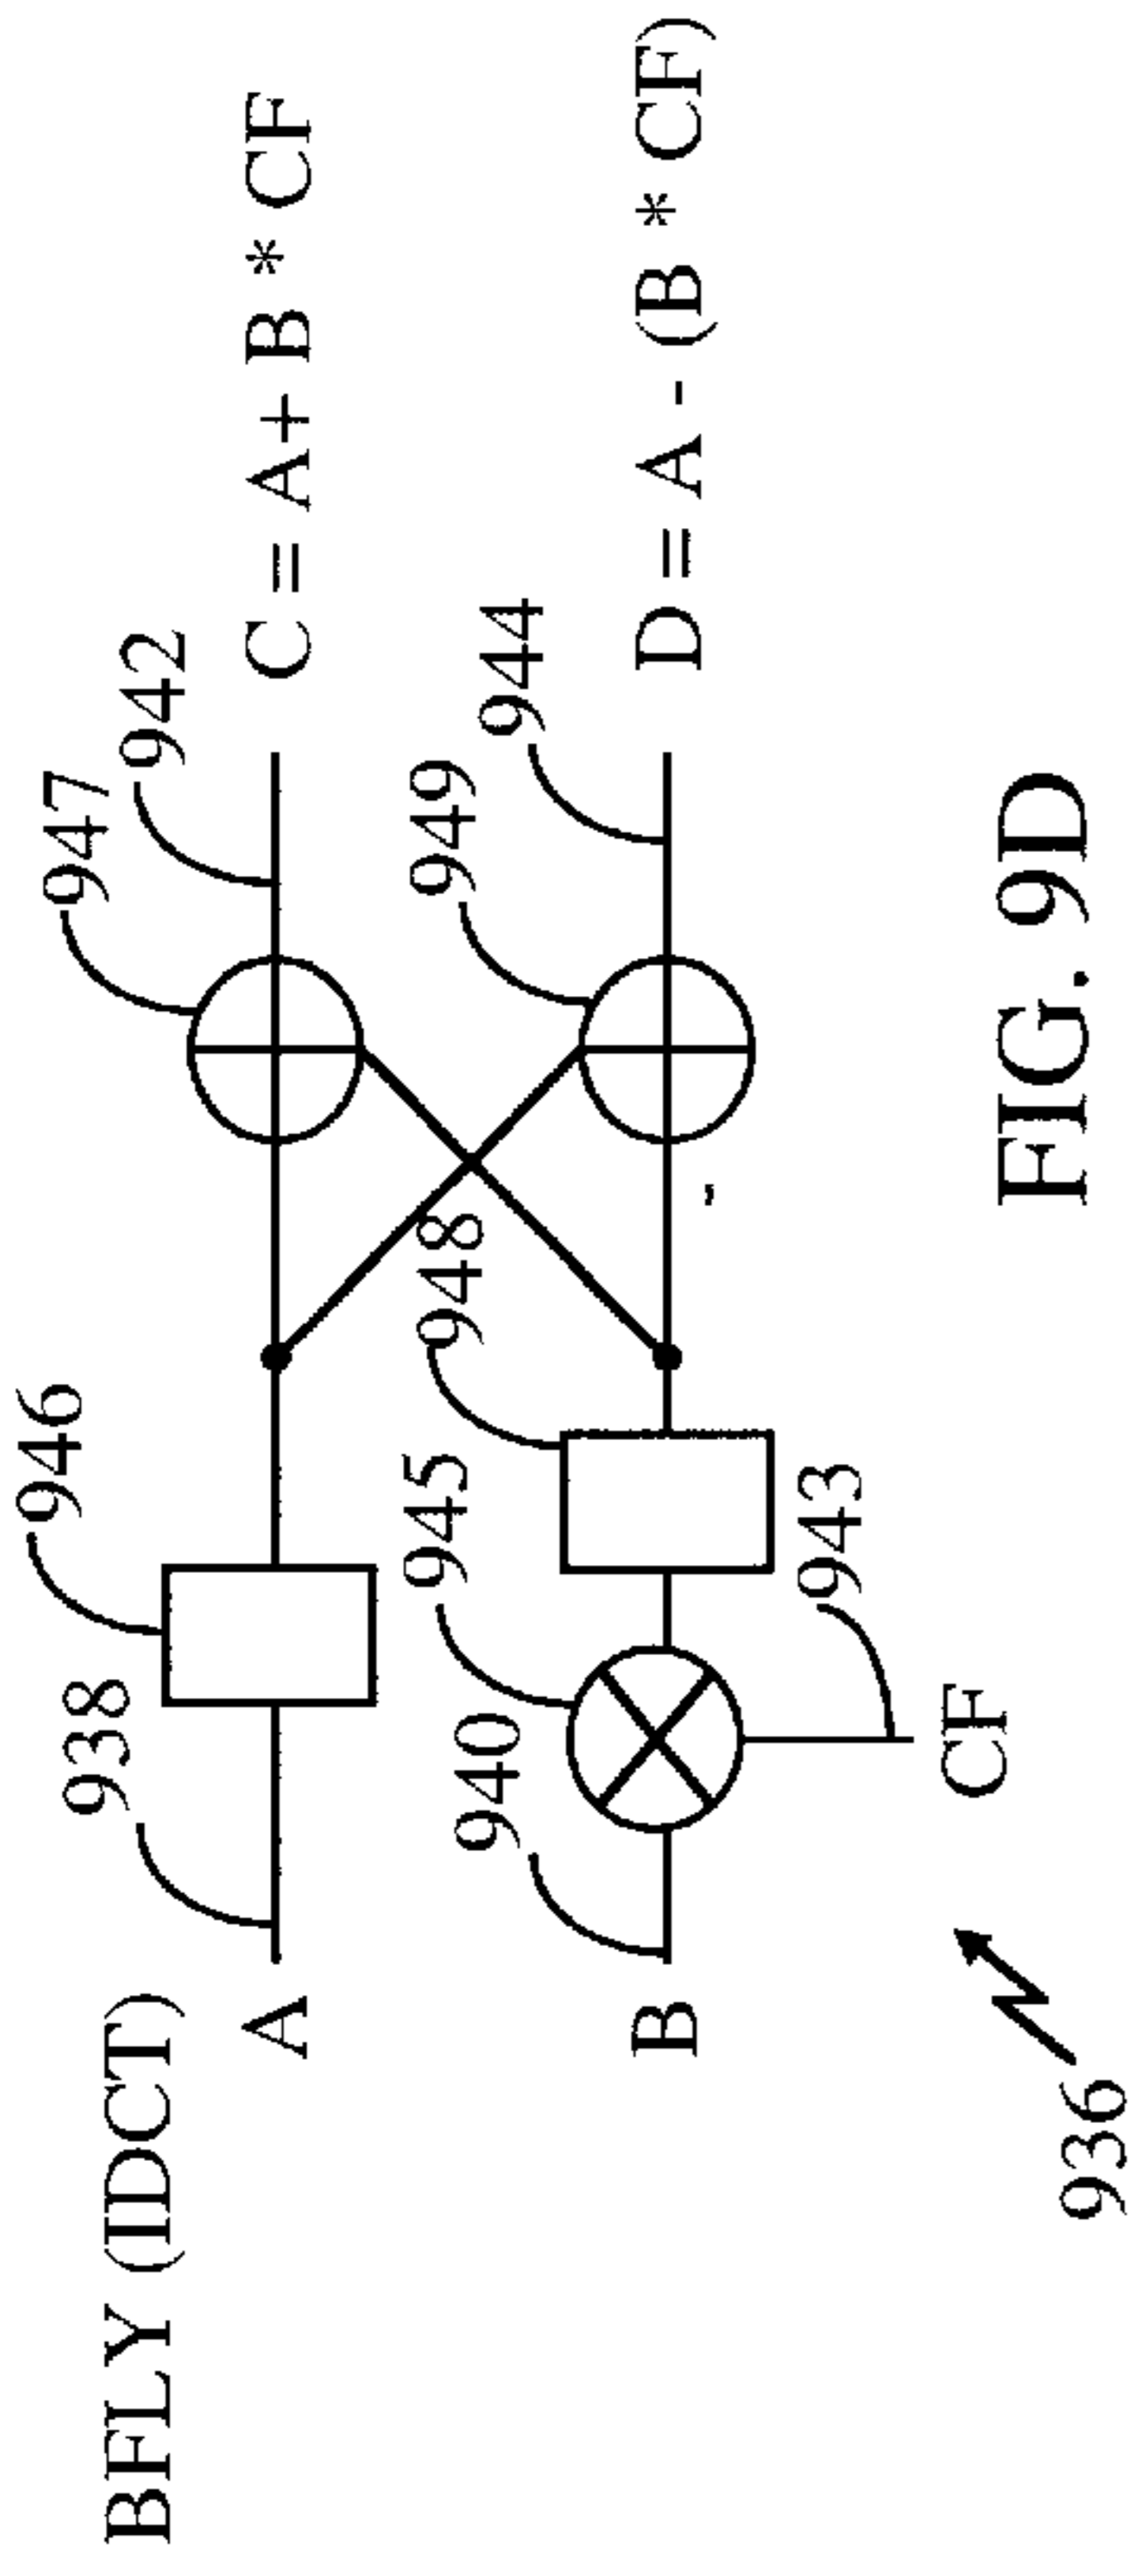 BFLY (IDCT)
946
947
938
942
A
C = A+ B * CF
945
948
949
940
944
B
D = A - (B * CF)
943
CF
936
FIG. 9D